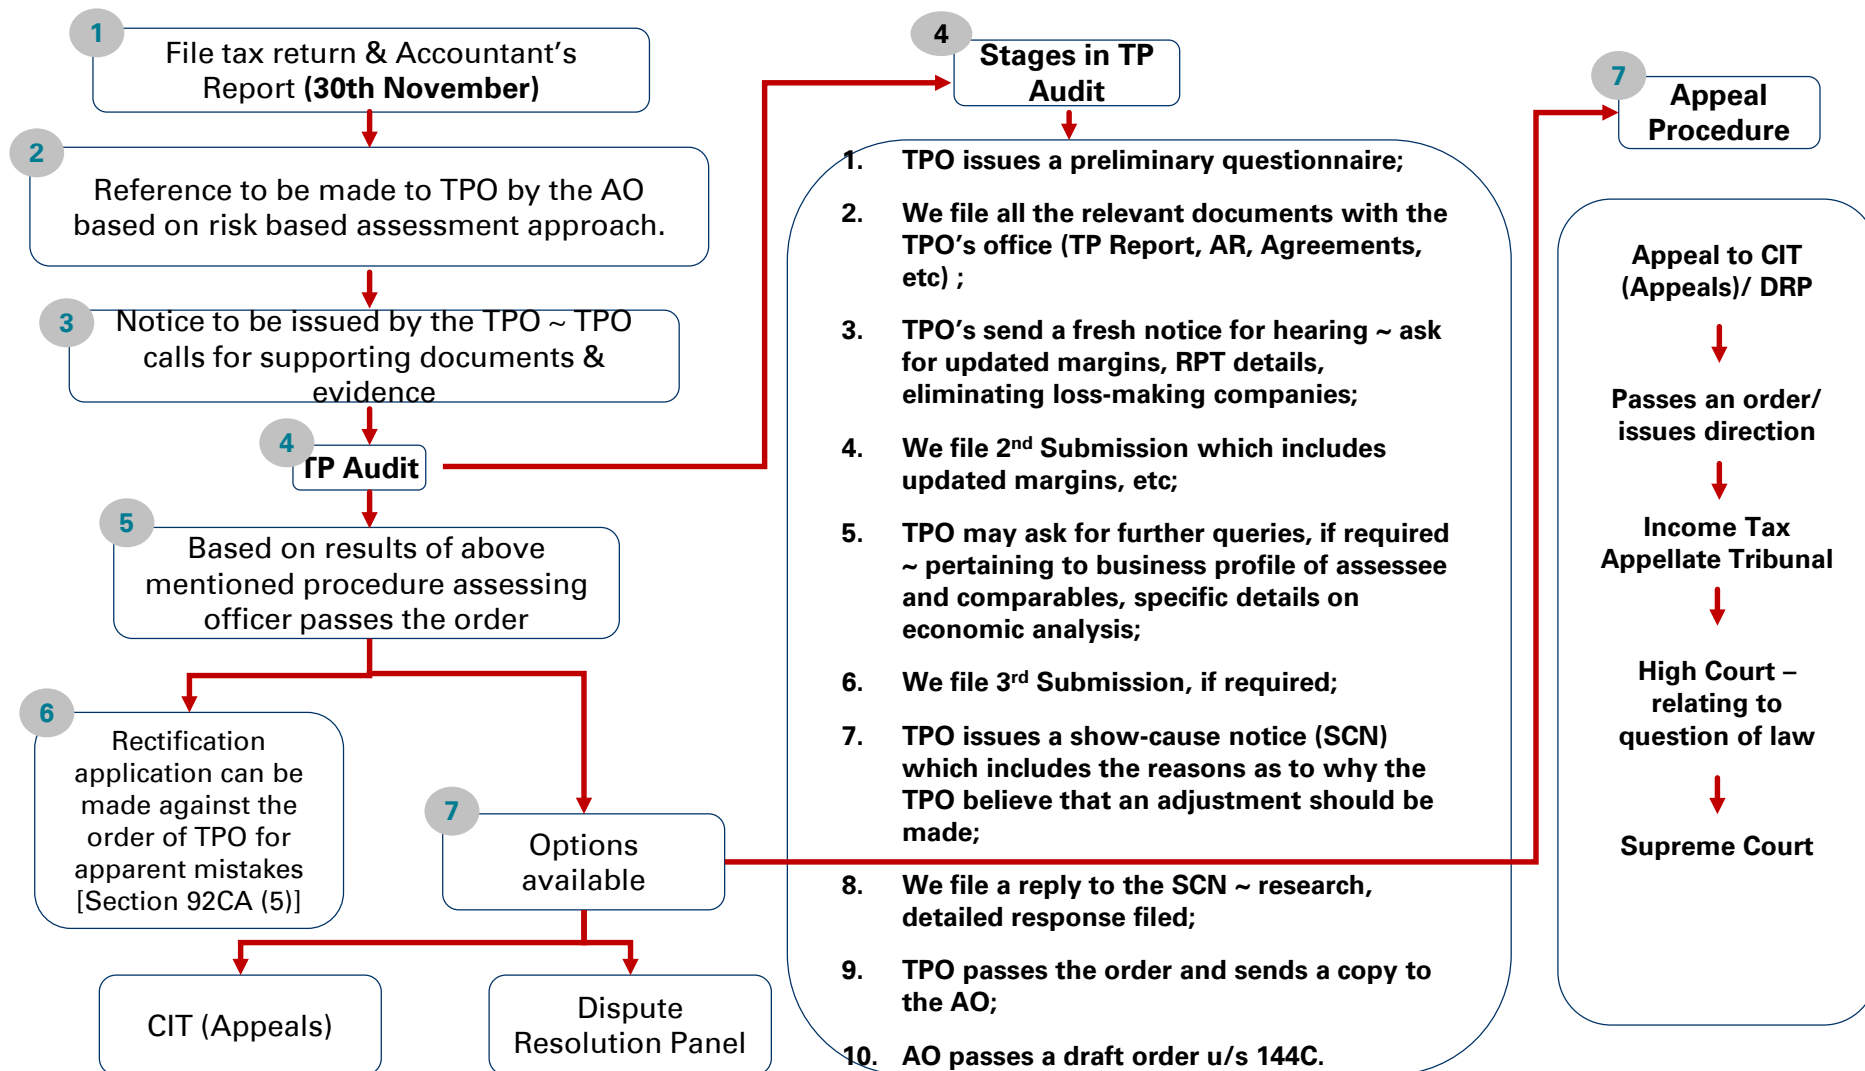 1
File tax return & Accountant's
Report (30th November)
2
Reference to be made to TPO by the AO
based on risk based assessment approach.
3
Notice to be issued by the TPO ~ TPO
calls for supporting documents &
evidence
4
TP Audit
5
Based on results of above
mentioned procedure assessing
officer passes the order
6
Rectification
application can be
made against the
order of TPO for
apparent mistakes
[Section 92CA (5)]
7
Options
available
CIT (Appeals)
Dispute
Resolution Panel
4
Stages in TP
Audit
1. TPO issues a preliminary questionnaire;
2. We file all the relevant documents with the
TPO's office (TP Report, AR, Agreements,
etc) ;
3. TPO's send a fresh notice for hearing ~ ask
for updated margins, RPT details,
eliminating loss-making companies;
4. We file 2nd Submission which includes
updated margins, etc;
5. TPO may ask for further queries, if required
~ pertaining to business profile of assessee
and comparables, specific details on
economic analysis;
6. We file 3rd Submission, if required;
7. TPO issues a show-cause notice (SCN)
which includes the reasons as to why the
TPO believe that an adjustment should be
made;
8. We file a reply to the SCN ~ research,
detailed response filed;
9. TPO passes the order and sends a copy to
the AO;
10. AO passes a draft order u/s 144C.
7
Appeal
Procedure
Appeal to CIT
(Appeals)/ DRP
Passes an order/
issues direction
Income Tax
Appellate Tribunal
High Court –
relating to
question of law
Supreme Court